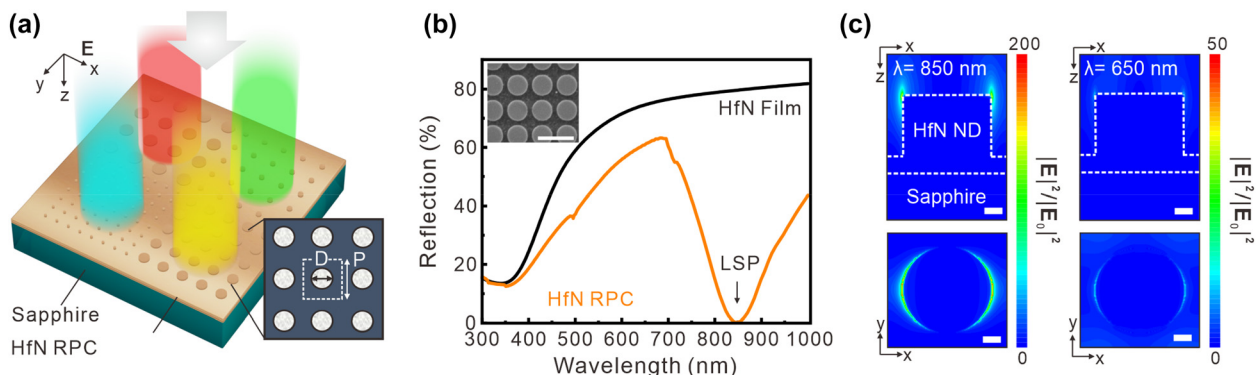 (a)
E
x
y
z
D
P
Sapphire
HfN RPC
(b)
Reflection (%)
80
60
40
20
0
HfN Film
LSP
HfN RPC
300 400 500 600 700 800 900 1000
Wavelength (nm)
(c)
x
z
λ= 850 nm
HfN ND
Sapphire
y
x
200
0
|E|²/|E₀|²
x
z
λ= 650 nm
y
x
50
0
|E|²/|E₀|²